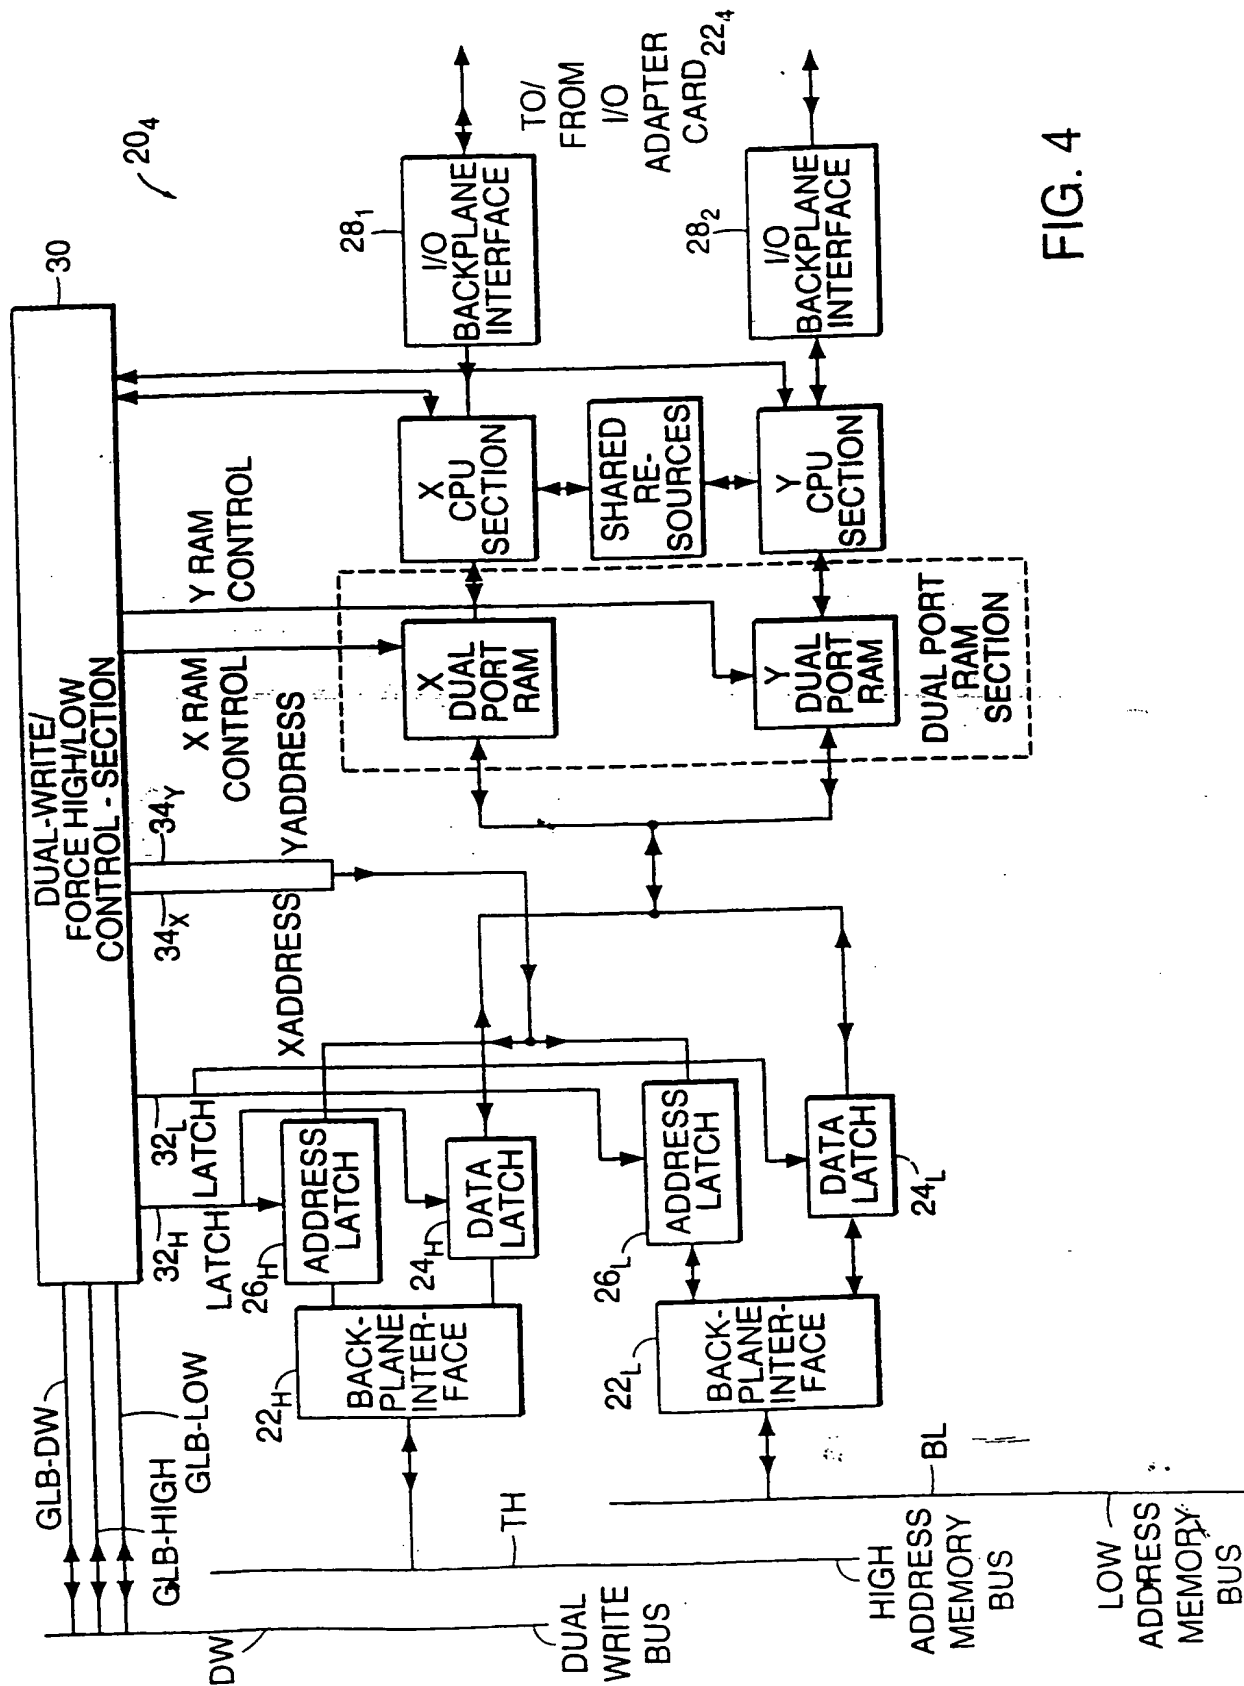 20₄
30
DUAL-WRITE/
FORCE HIGH/LOW
CONTROL - SECTION
GLB-DW
GLB-HIGH
GLB-LOW
32H
LATCH
32L
LATCH
34X
XADDRESS
34Y
YADDRESS
X RAM
CONTROL
Y RAM
CONTROL
DW
DUAL
WRITE
BUS
TH
HIGH
ADDRESS
MEMORY
BUS
BL
LOW
ADDRESS
MEMORY
BUS
22H
BACK-
PLANE
INTER-
FACE
26H
ADDRESS
LATCH
24H
DATA
LATCH
22L
BACK-
PLANE
INTER-
FACE
26L
ADDRESS
LATCH
DATA
LATCH
24L
X
DUAL
PORT
RAM
Y
DUAL
PORT
RAM
DUAL PORT
RAM
SECTION
X
CPU
SECTION
SHARED
RE-
SOURCES
Y
CPU
SECTION
28₁
I/O
BACKPLANE
INTERFACE
28₂
I/O
BACKPLANE
INTERFACE
TO/
FROM
I/O
ADAPTER
CARD 22₄
FIG. 4